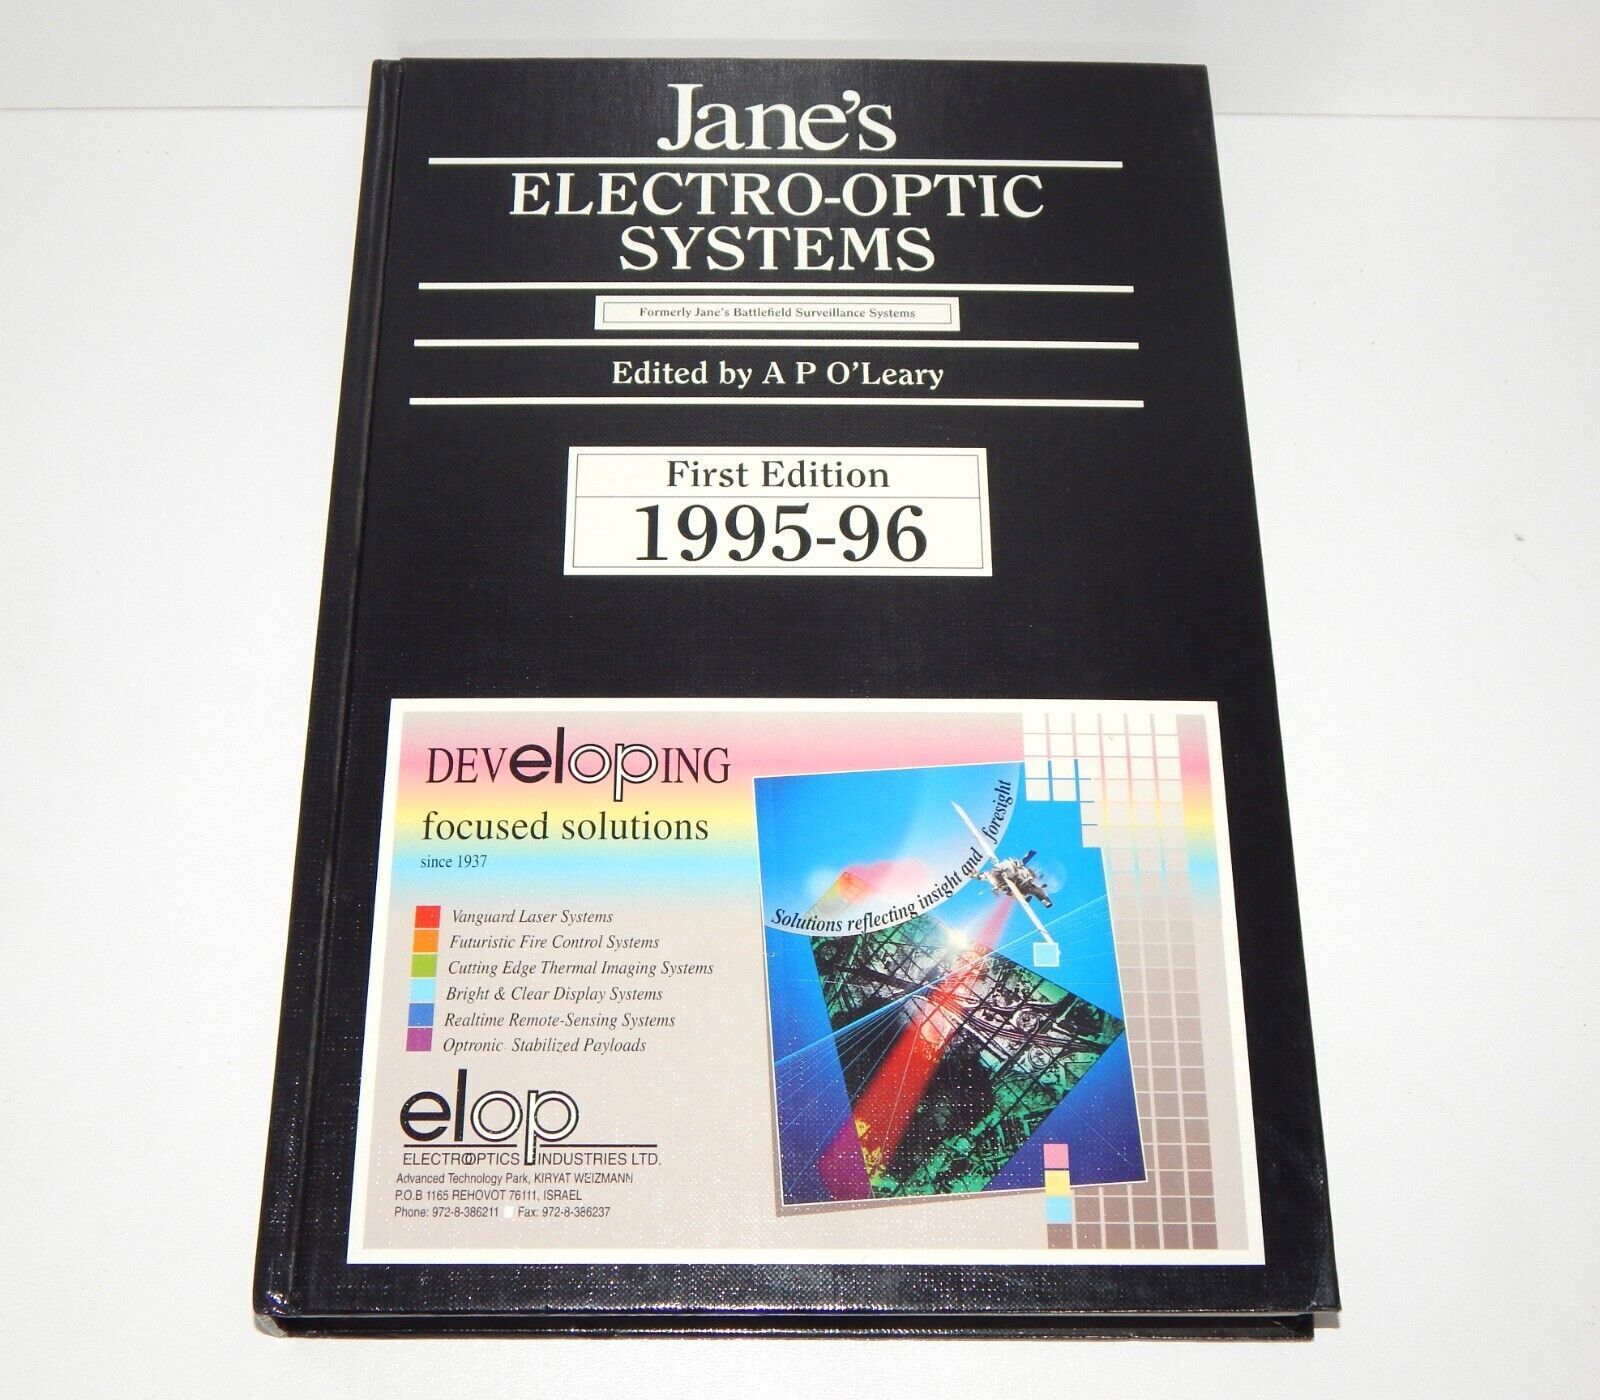 Jane's
ELECTRO-OPTIC
SYSTEMS
Formerly Jane's Battlefield Surveillance Systems
Edited by A P O'Leary
First Edition
1995-96
DEVelopING
focused solutions
since 1937
Vanguard Laser Systems
Futuristic Fire Control Systems
Cutting Edge Thermal Imaging Systems
Bright & Clear Display Systems
Realtime Remote-Sensing Systems
Optronic Stabilized Payloads
Solutions reflecting insight and foresight
elop
ELECTROOPTICS INDUSTRIES LTD.
Advanced Technology Park, KIRYAT WEIZMANN
P.O.B 1165 REHOVOT 76111, ISRAEL
Phone: 972-8-386211 Fax: 972-8-386237